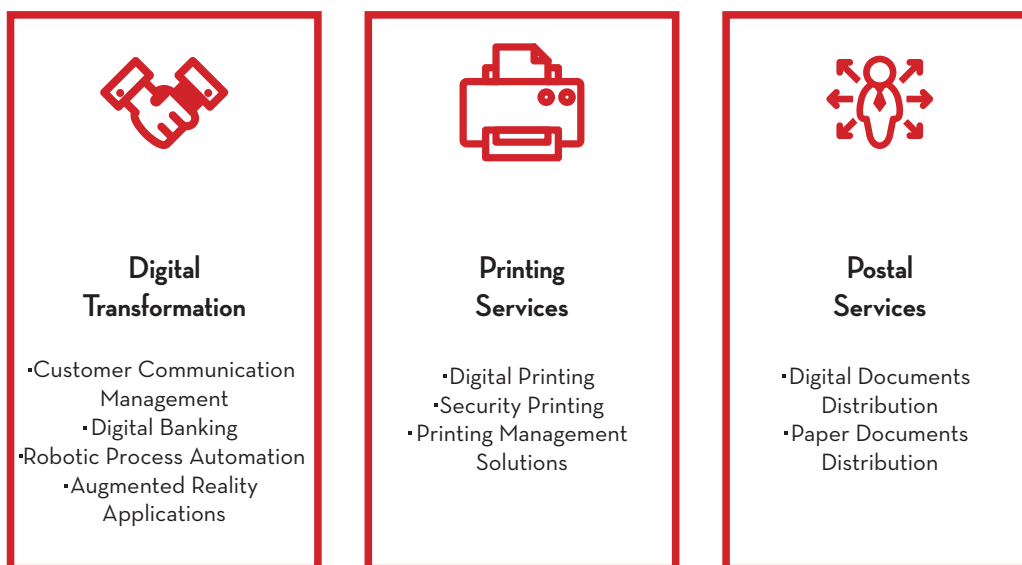 Digital
Transformation
▪Customer Communication
Management
▪Digital Banking
▪Robotic Process Automation
▪Augmented Reality
Applications
Printing
Services
▪Digital Printing
▪Security Printing
▪Printing Management
Solutions
Postal
Services
▪Digital Documents
Distribution
▪Paper Documents
Distribution